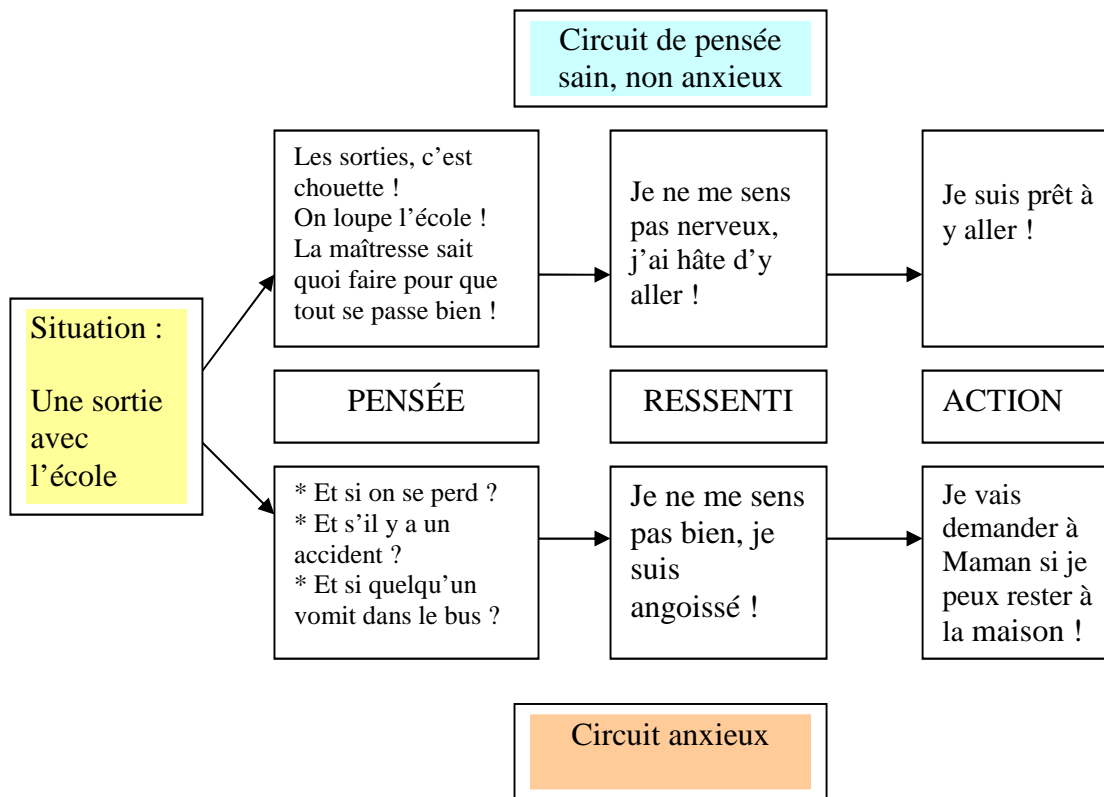 Circuit de pensée
sain, non anxieux
Les sorties, c’est
chouette !
On loupe l’école !
La maîtresse sait
quoi faire pour que
tout se passe bien !
Je ne me sens
pas nerveux,
j’ai hâte d’y
aller !
Je suis prêt à
y aller !
Situation :
Une sortie
avec
l’école
PENSÉE
RESSENTI
ACTION
* Et si on se perd ?
* Et s’il y a un
accident ?
* Et si quelqu’un
vomit dans le bus ?
Je ne me sens
pas bien, je
suis
angoissé !
Je vais
demander à
Maman si je
peux rester à
la maison !
Circuit anxieux